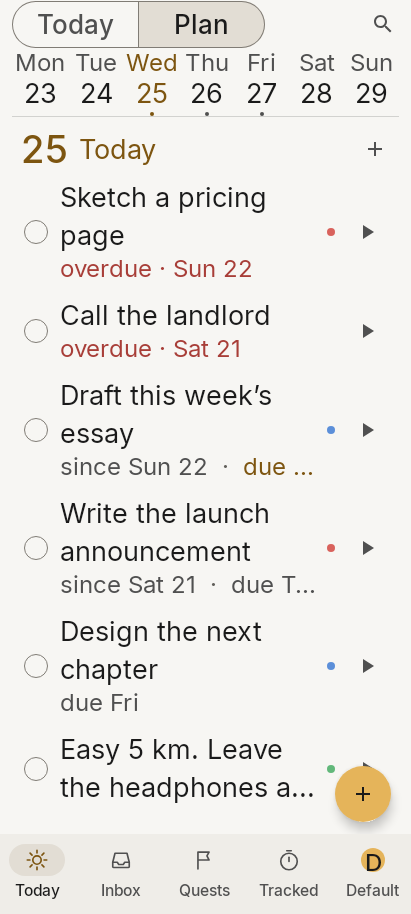 Today Plan
Mon Tue Wed Thu Fri Sat Sun
23 24 25 26 27 28 29
25 Today +
Sketch a pricing
page
overdue · Sun 22
Call the landlord
overdue · Sat 21
Draft this week’s
essay
since Sun 22 · due ...
Write the launch
announcement
since Sat 21 · due T...
Design the next
chapter
due Fri
Easy 5 km. Leave
the headphones a...
+
D
Today Inbox Quests Tracked Default